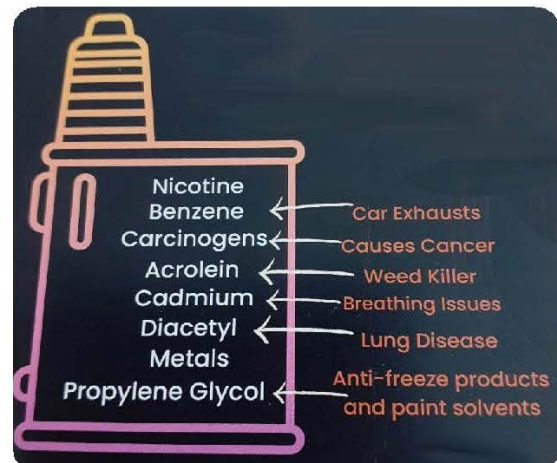 Nicotine
Benzene
Car Exhausts
Carcinogens
Causes Cancer
Acrolein
Weed Killer
Cadmium
Breathing Issues
Diacetyl
Lung Disease
Metals
Propylene Glycol
Anti-freeze products
and paint solvents